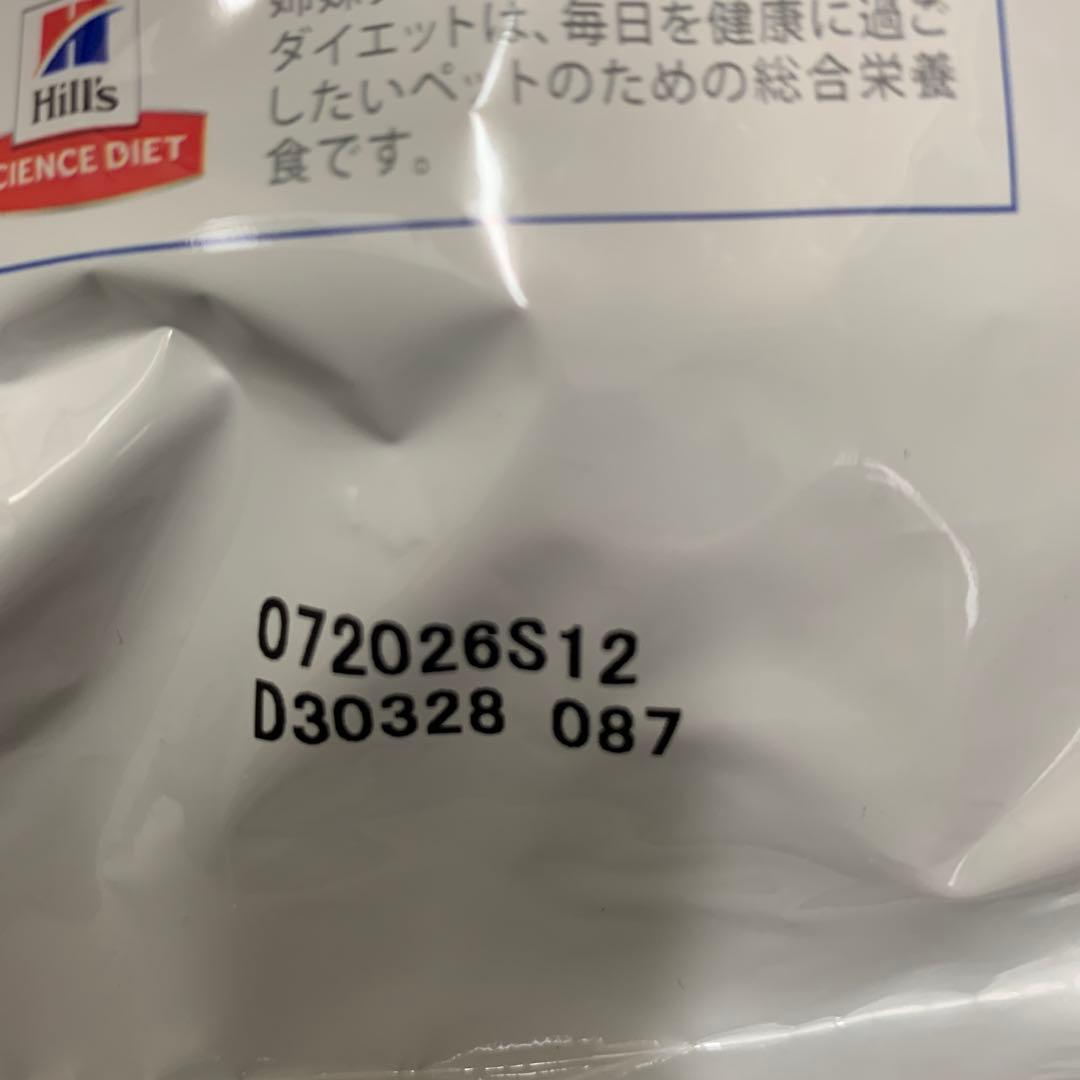 Hill's
SCIENCE DIET
ダイエットは、毎日を健康に過ご
したいペットのための総合栄養
食です。
072026S12
D30328 087